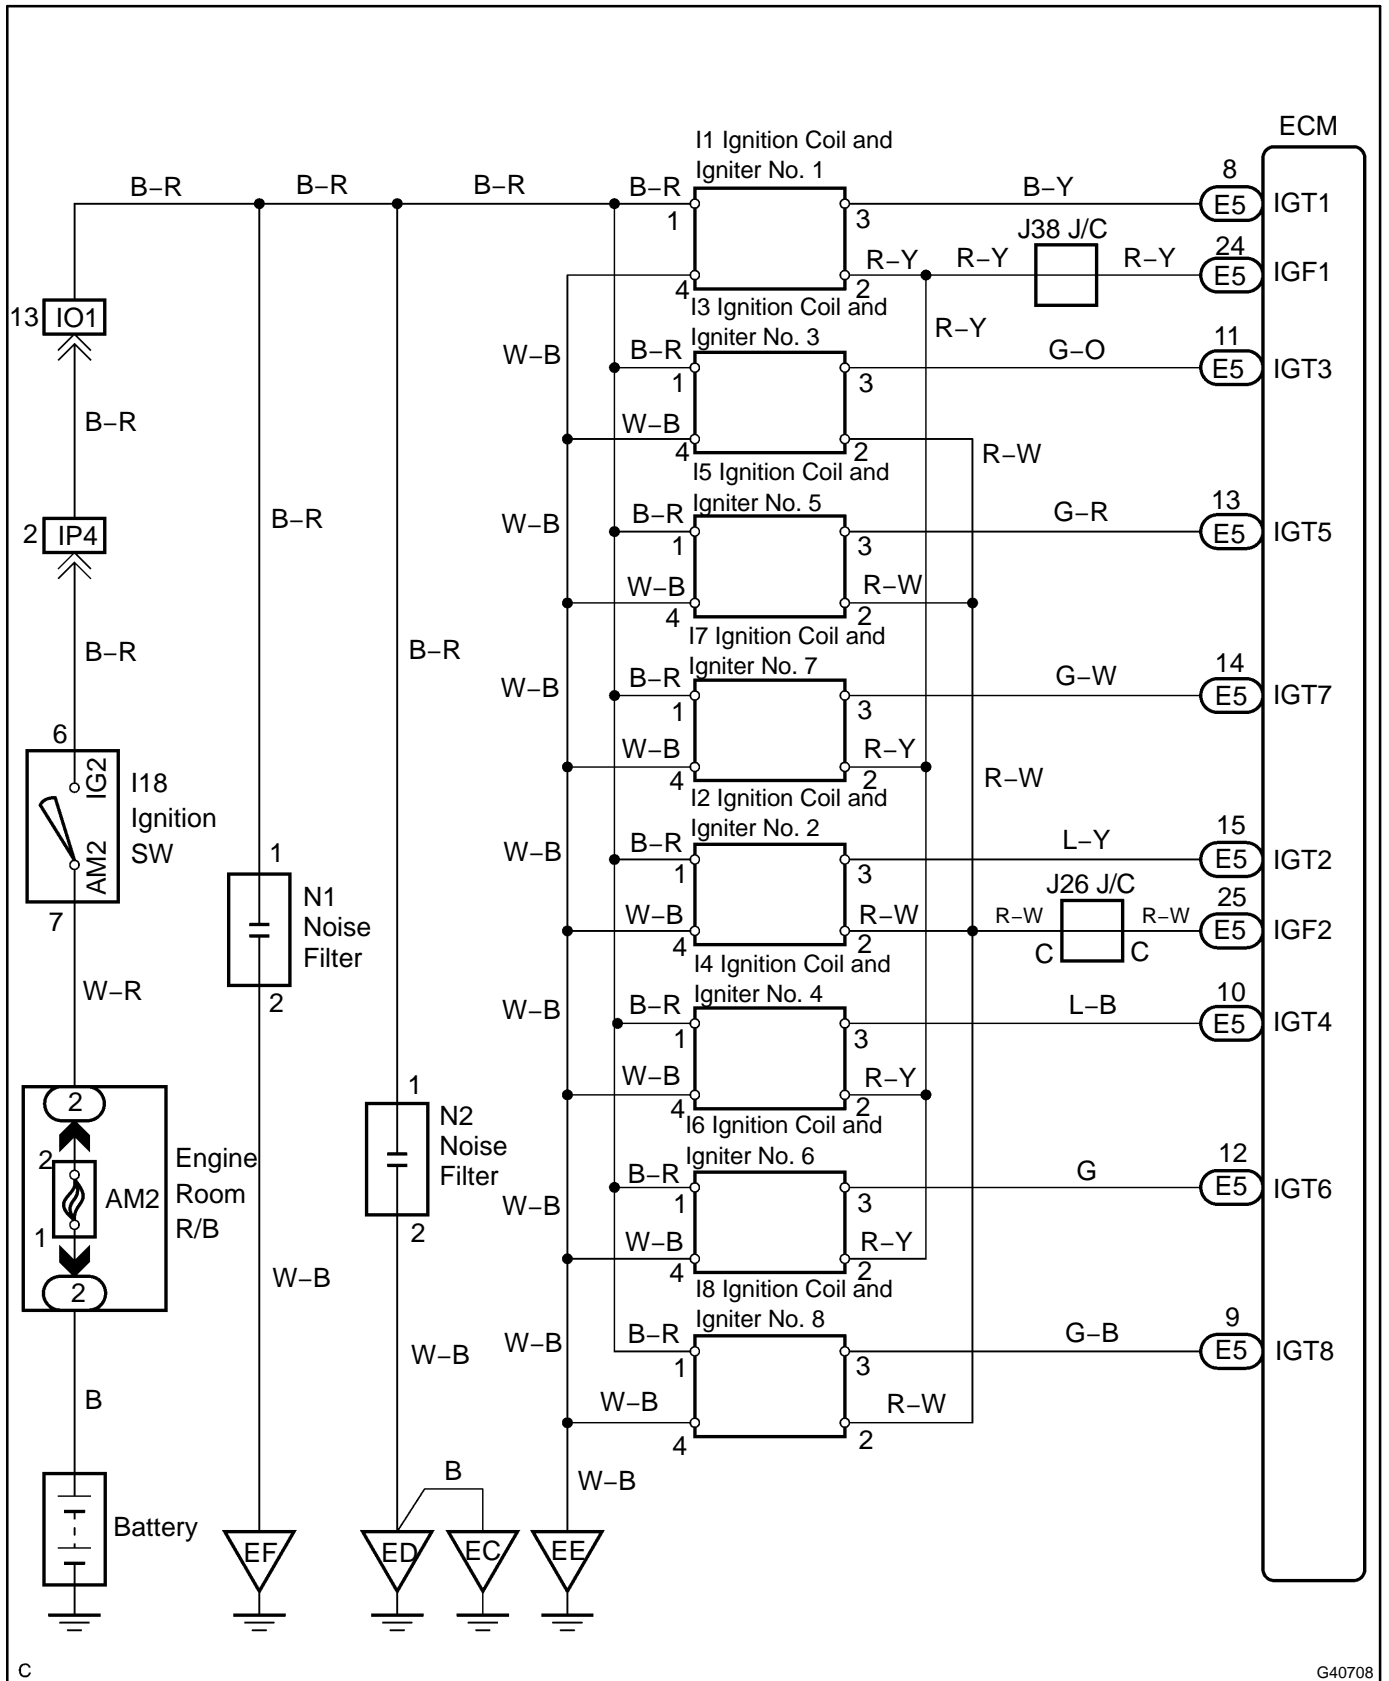 ECM
I1 Ignition Coil and
Igniter No. 1
B–R
B–R
B–R
B–R
1
3
B–Y
8
E5
IGT1
J38 J/C
4
2
R–Y
R–Y
R–Y
24
E5
IGF1
13
IO1
I3 Ignition Coil and
Igniter No. 3
R–Y
W–B
B–R
1
3
G–O
11
E5
IGT3
B–R
W–B
4
2
R–W
I5 Ignition Coil and
Igniter No. 5
2
IP4
B–R
W–B
B–R
1
3
G–R
13
E5
IGT5
W–B
4
2
R–W
I7 Ignition Coil and
Igniter No. 7
B–R
B–R
W–B
B–R
1
3
G–W
14
E5
IGT7
6
W–B
4
2
R–Y
R–W
IG2
AM2
I18
Ignition
SW
7
I2 Ignition Coil and
Igniter No. 2
1
W–B
B–R
1
3
L–Y
15
E5
IGT2
J26 J/C
N1
Noise
Filter
2
W–B
4
2
R–W
R–W
C
C
R–W
25
E5
IGF2
I4 Ignition Coil and
Igniter No. 4
W–R
W–B
B–R
1
3
L–B
10
E5
IGT4
2
1
W–B
4
2
R–Y
I6 Ignition Coil and
Igniter No. 6
N2
Noise
Filter
2
2
AM2
1
2
Engine
Room
R/B
W–B
B–R
1
3
G
12
E5
IGT6
W–B
W–B
4
2
R–Y
I8 Ignition Coil and
Igniter No. 8
W–B
W–B
B–R
1
3
G–B
9
E5
IGT8
B
W–B
4
2
R–W
B
W–B
Battery
EF
ED
EC
EE
C
G40708